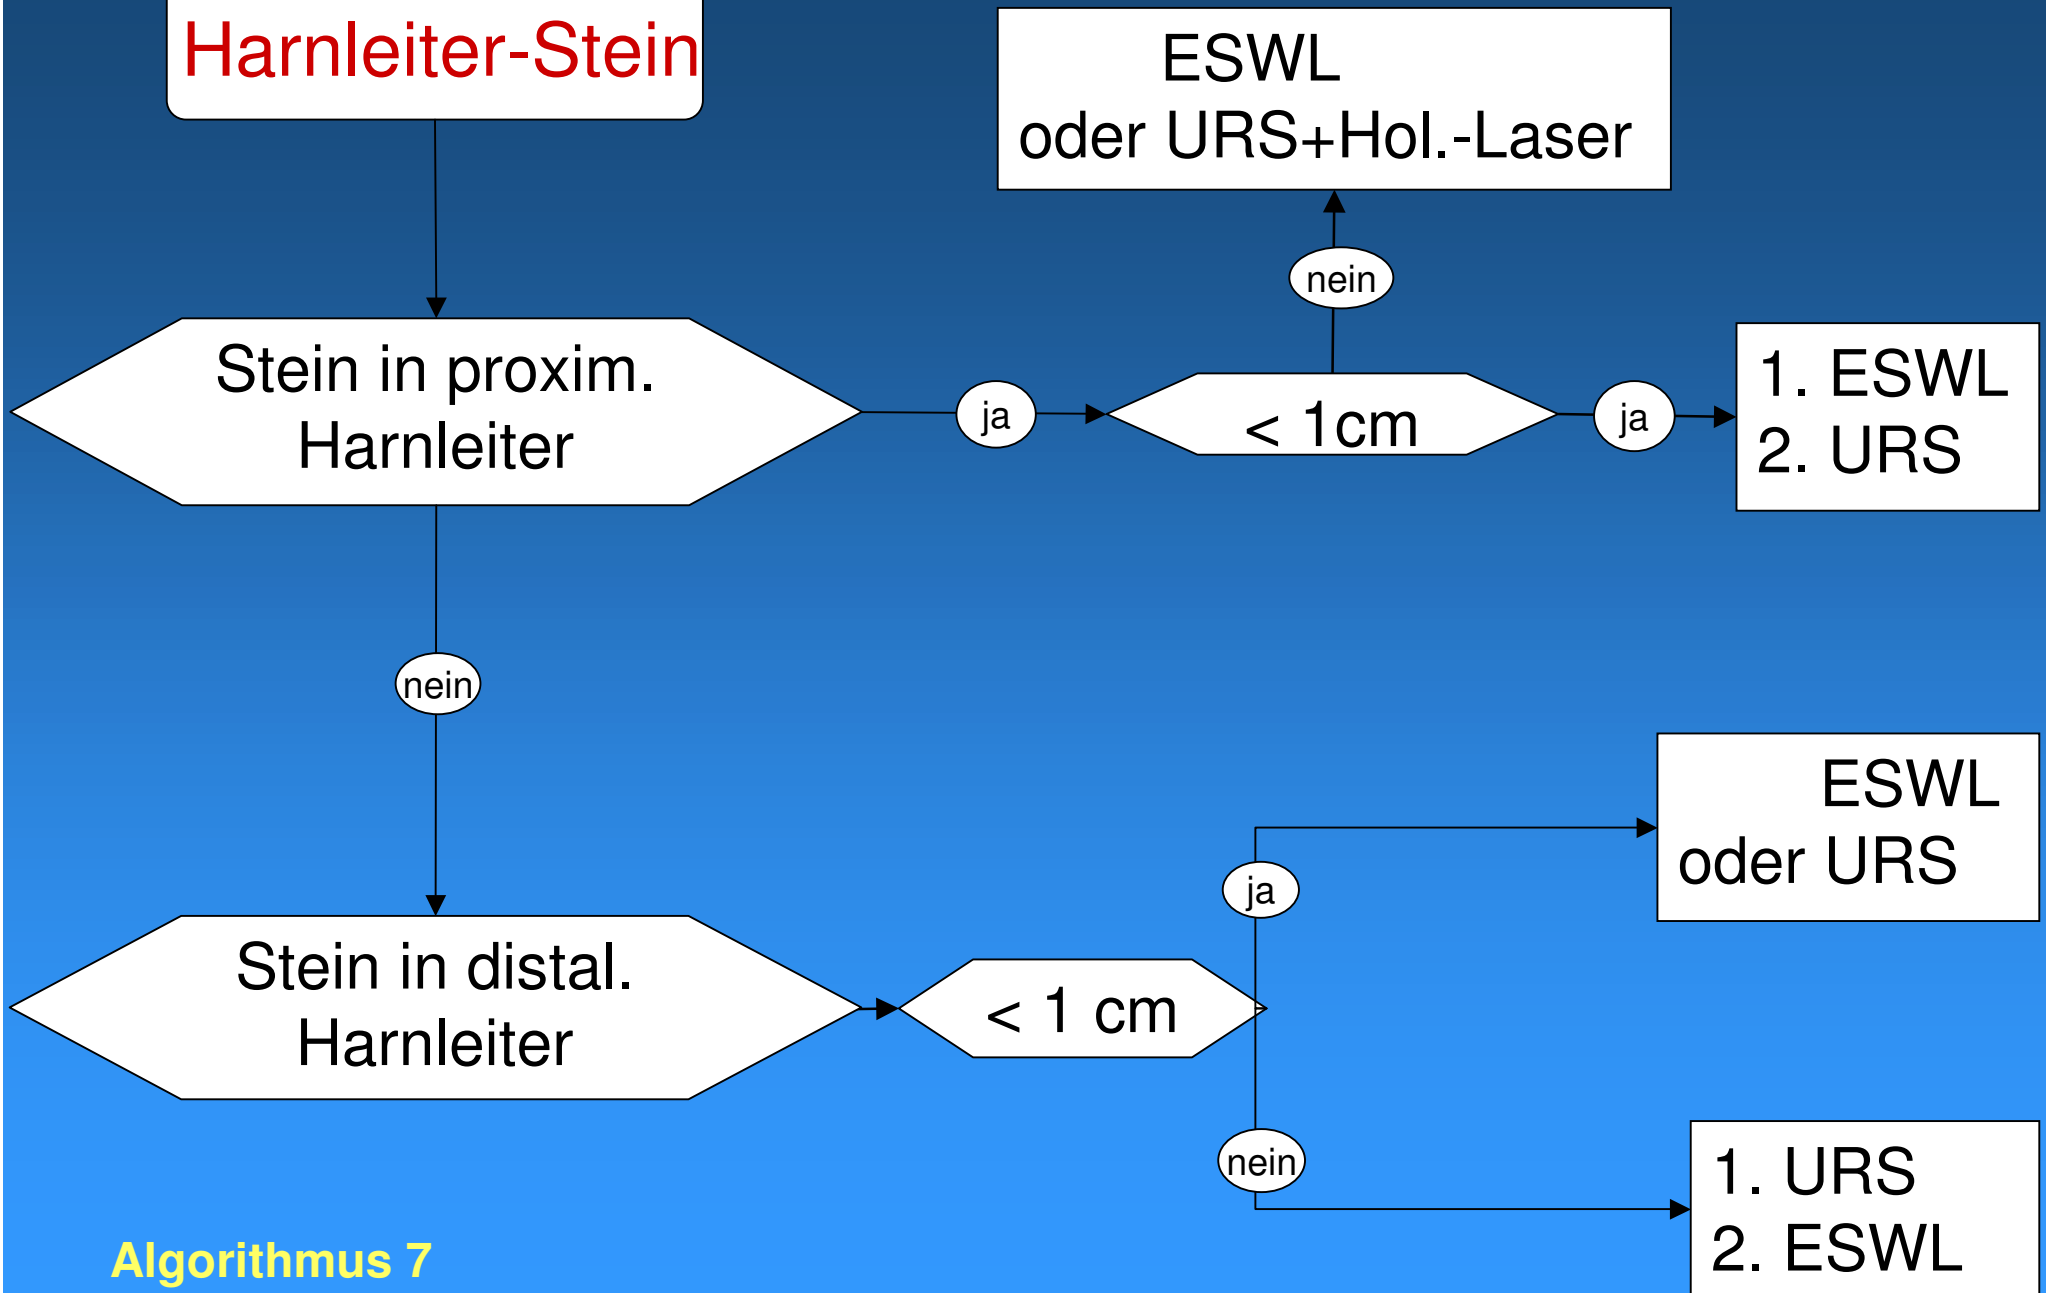 Harnleiter-Stein
ESWL
oder URS+Hol.-Laser
nein
Stein in proxim.
Harnleiter
ja
< 1cm
ja
1. ESWL
2. URS
nein
ESWL
oder URS
ja
Stein in distal.
Harnleiter
< 1 cm
nein
1. URS
2. ESWL
Algorithmus 7